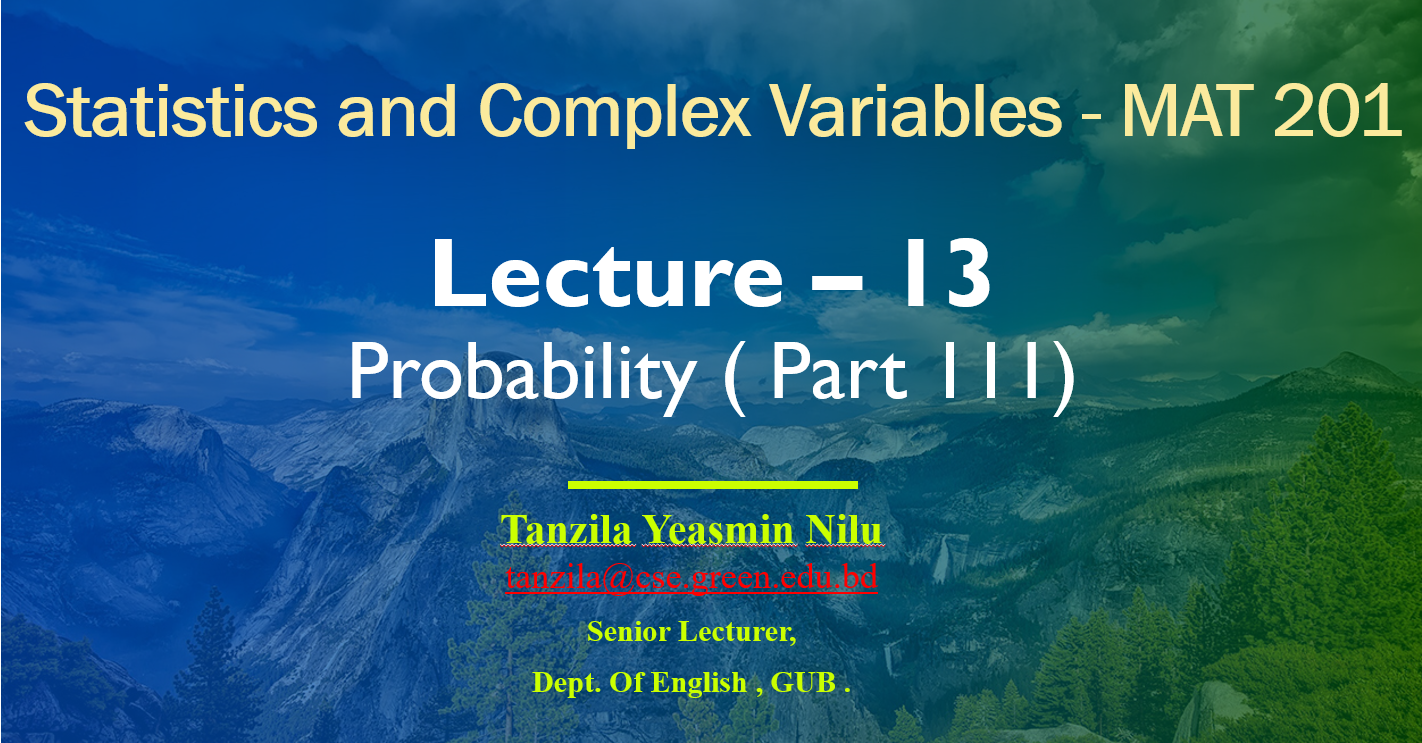 Statistics and Complex Variables - MAT 201
Lecture – 13
Probability ( Part 111)
Tanzila Yeasmin Nilu
tanzila@cse.green.edu.bd
Senior Lecturer,
Dept. Of English , GUB .